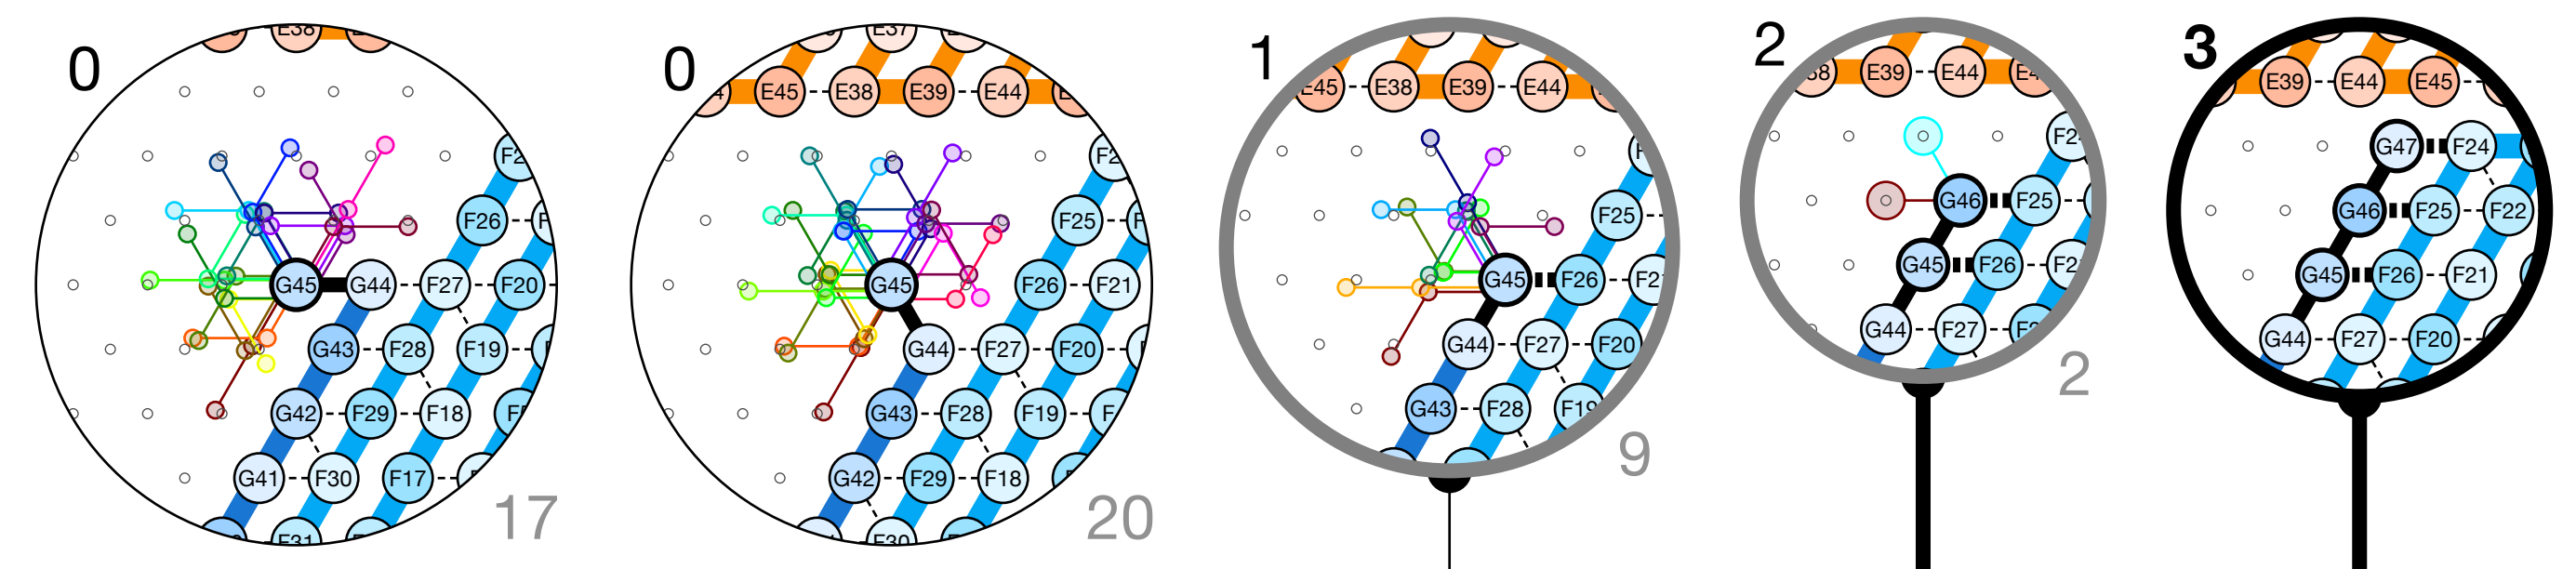 0
E38
F26
G45 G44 F27 F20
G43 F28 F19
G42 F29 F18
G41 F30 F17
F31
17
0
E37
E45 E38 E39 E44
F25
G45 F26 F21
G44 F27 F20
G43 F28 F19
G42 F29 F18
F30
20
1
E45 E38 E39 E44
F25
G45 F26
G44 F27 F20
G43 F28 F19
9
2
E39 E44
G46 F25
G45 F26
G44 F27
2
3
E39 E44 E45
G47 F24
G46 F25 F22
G45 F26 F21
G44 F27 F20